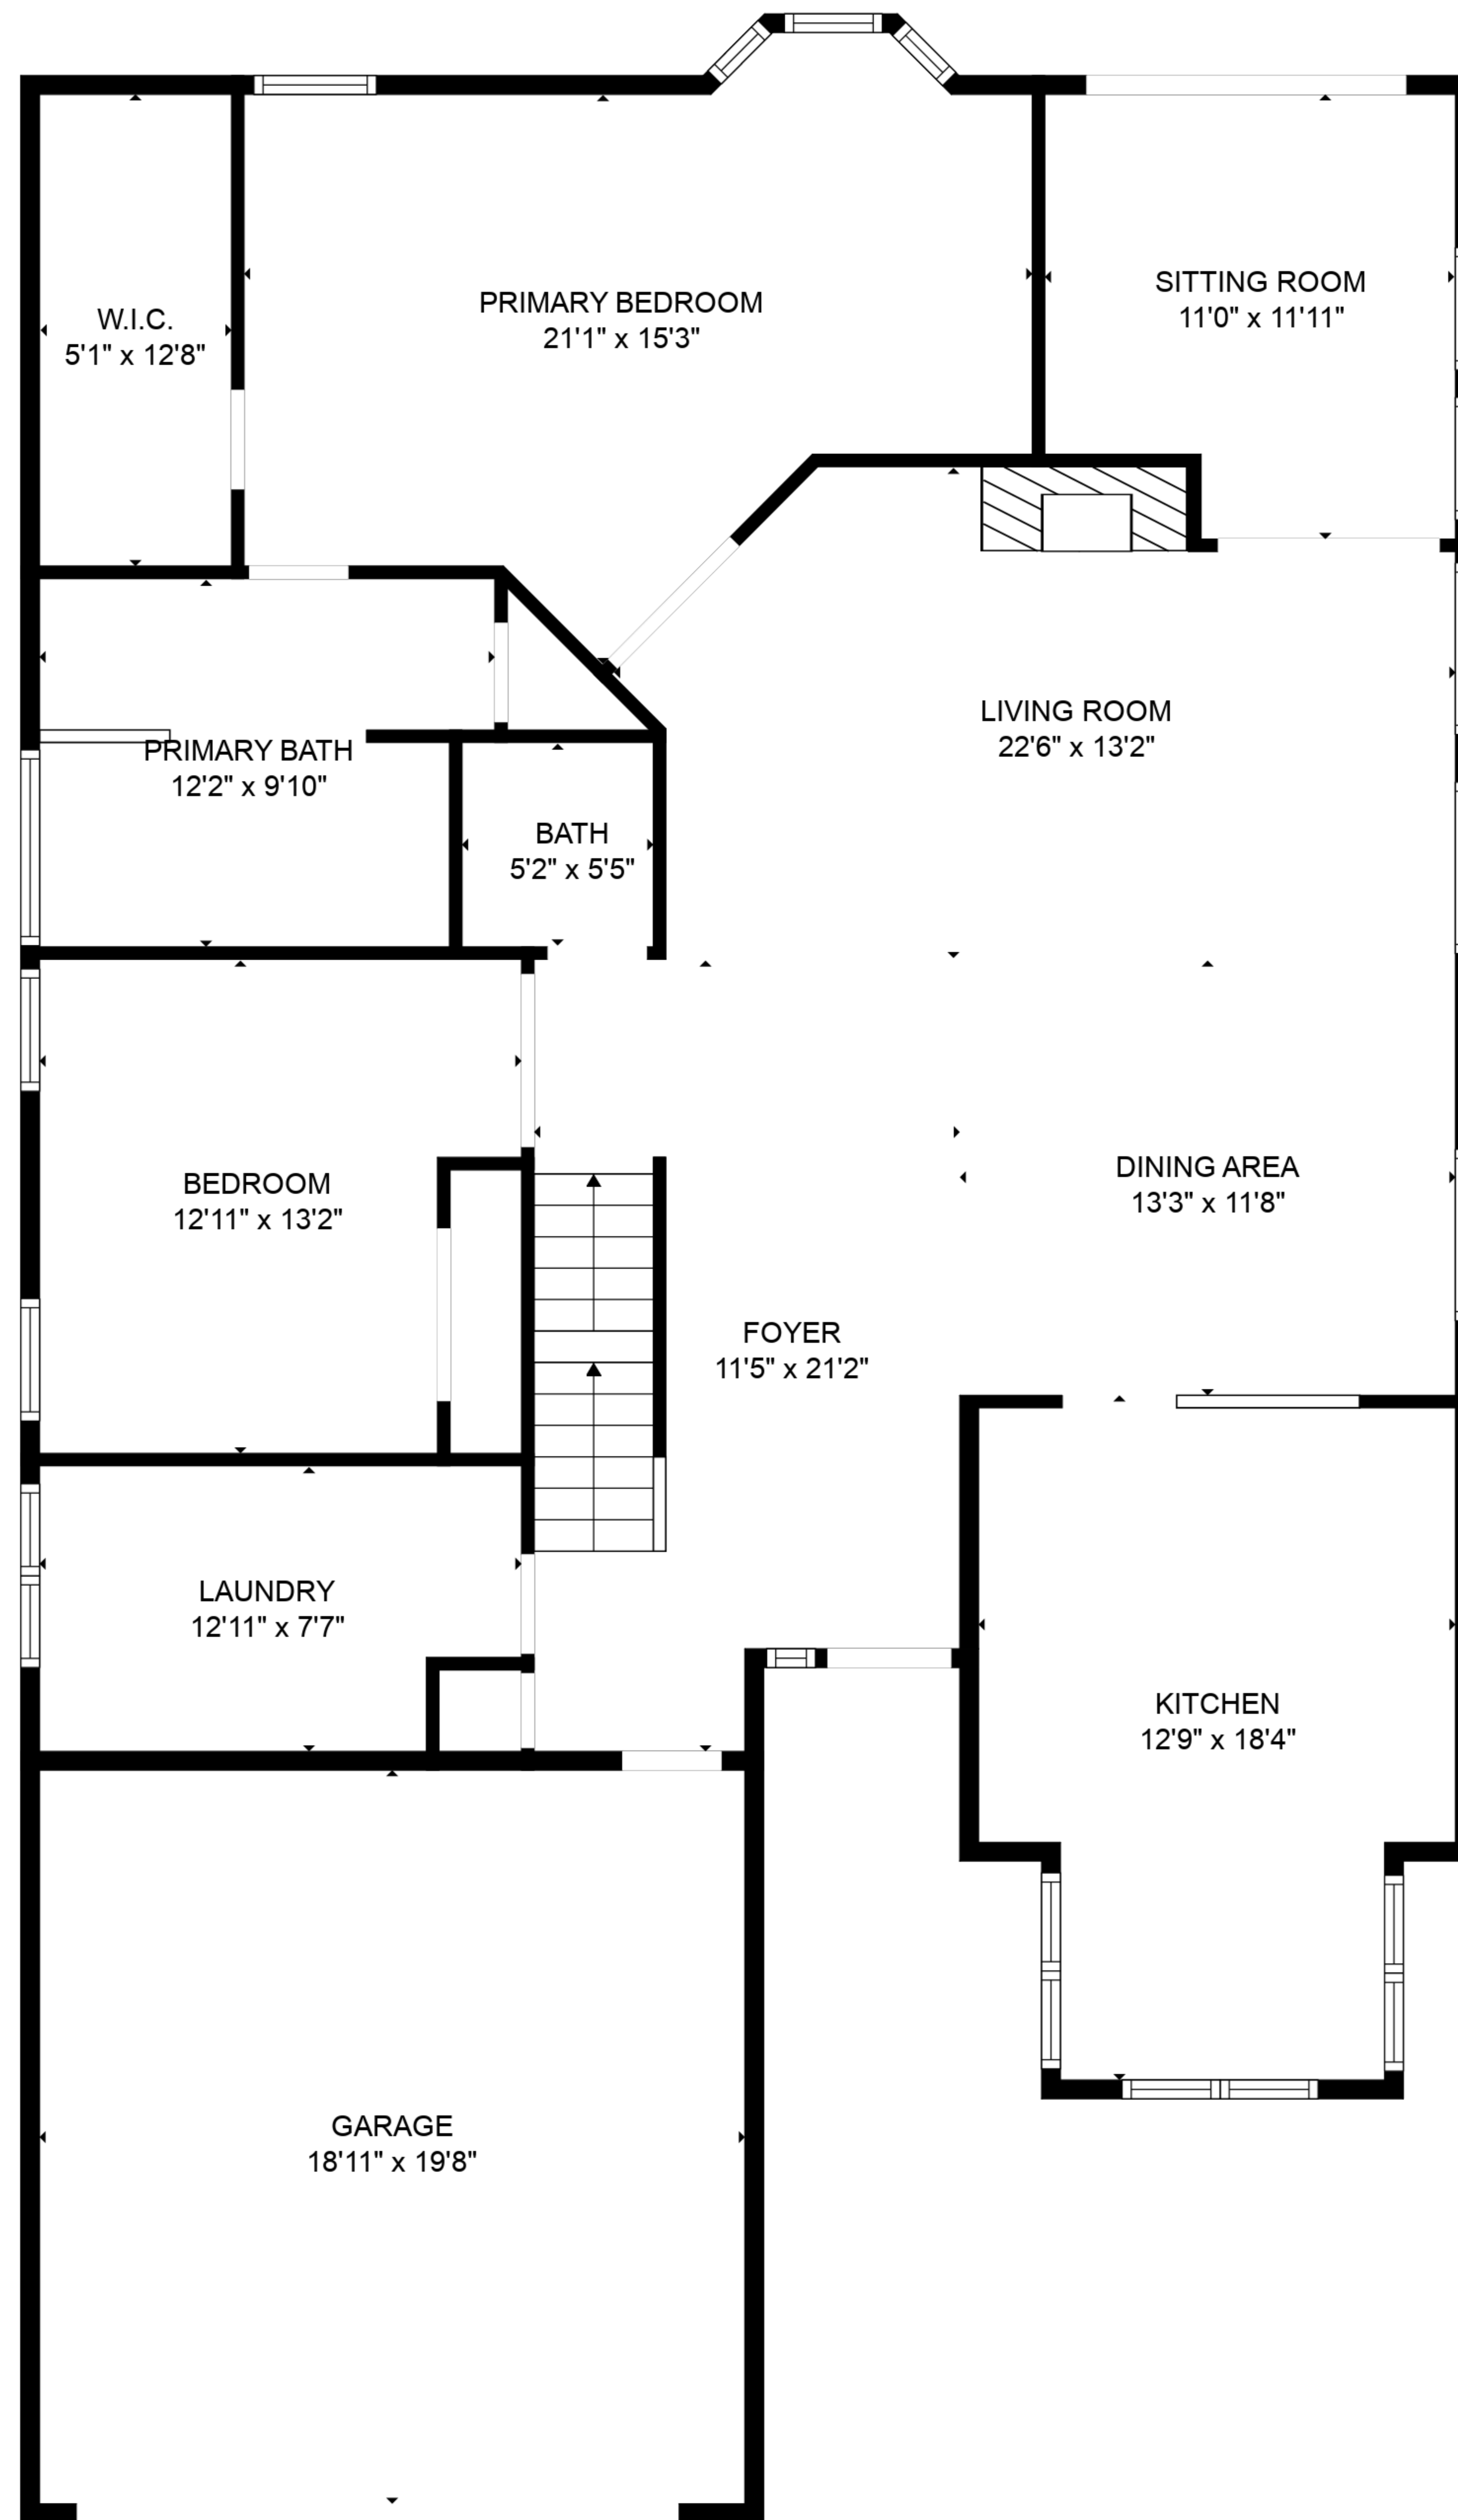 PRIMARY BEDROOM
21'1" x 15'3"
SITTING ROOM
11'0" x 11'11"
W.I.C.
5'1" x 12'8"
LIVING ROOM
22'6" x 13'2"
PRIMARY BATH
12'2" x 9'10"
BATH
5'2" x 5'5"
DINING AREA
13'3" x 11'8"
BEDROOM
12'11" x 13'2"
FOYER
11'5" x 21'2"
LAUNDRY
12'11" x 7'7"
KITCHEN
12'9" x 18'4"
GARAGE
18'11" x 19'8"